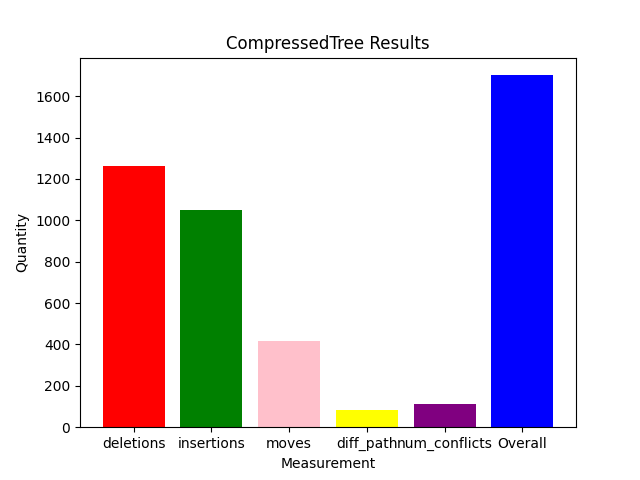 CompressedTree Results
Quantity
1600
1400
1200
1000
800
600
400
200
0
deletions insertions moves diff_path num_conflicts Overall
Measurement